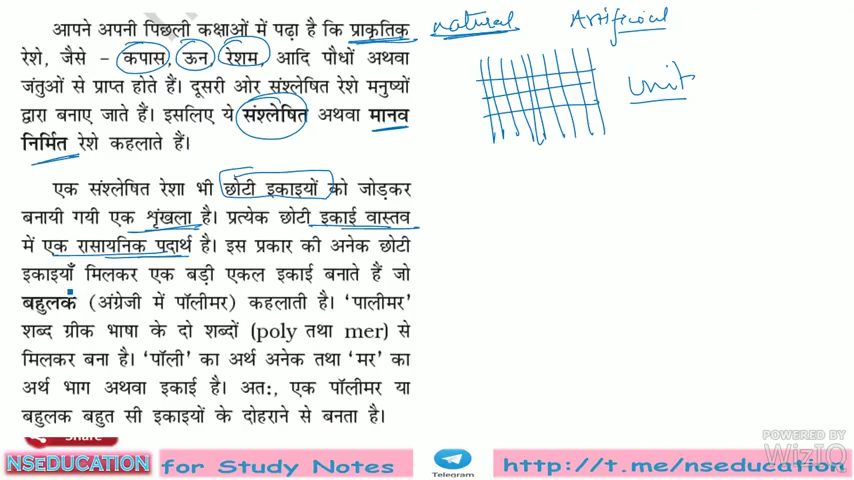 आपने अपनी पिछली कक्षाओं में पढ़ा है कि प्राकृतिक
रेशे, जैसे – कपास, ऊन रेशम, आदि पौधों अथवा
जंतुओं से प्राप्त होते हैं। दूसरी ओर संश्लेषित रेशे मनुष्यों
द्वारा बनाए जाते हैं। इसलिए ये संश्लेषित अथवा मानव
निर्मित रेशे कहलाते हैं।
एक संश्लेषित रेशा भी छोटी इकाइयों को जोड़कर
बनायी गयी एक शृंखला है। प्रत्येक छोटी इकाई वास्तव
में एक रासायनिक पदार्थ है। इस प्रकार की अनेक छोटी
इकाइयाँ मिलकर एक बड़ी एकल इकाई बनाते हैं जो
बहुलक (अंग्रेजी में पॉलीमर) कहलाती है। ‘पालीमर’
शब्द ग्रीक भाषा के दो शब्दों (poly तथा mer) से
मिलकर बना है। ‘पॉली’ का अर्थ अनेक तथा ‘मर’ का
अर्थ भाग अथवा इकाई है। अत:, एक पॉलीमर या
बहुलक बहुत सी इकाइयों के दोहराने से बनता है।
natural Artificial
unit
Share
NSEDUCATION for Study Notes Telegram http://t.me/nseducation
POWERED BY
WizIQ